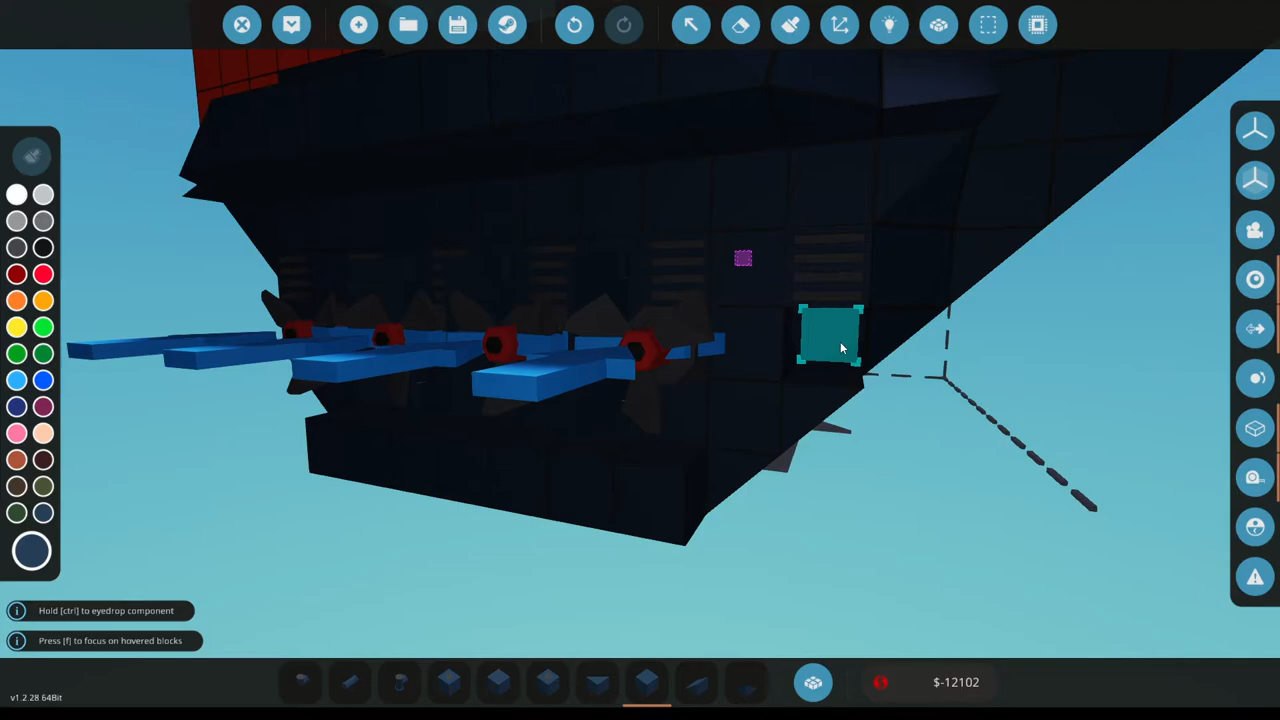 Hold [ctrl] to eyedrop component
Press [f] to focus on hovered blocks
v1.2.28 64Bit
$-12102